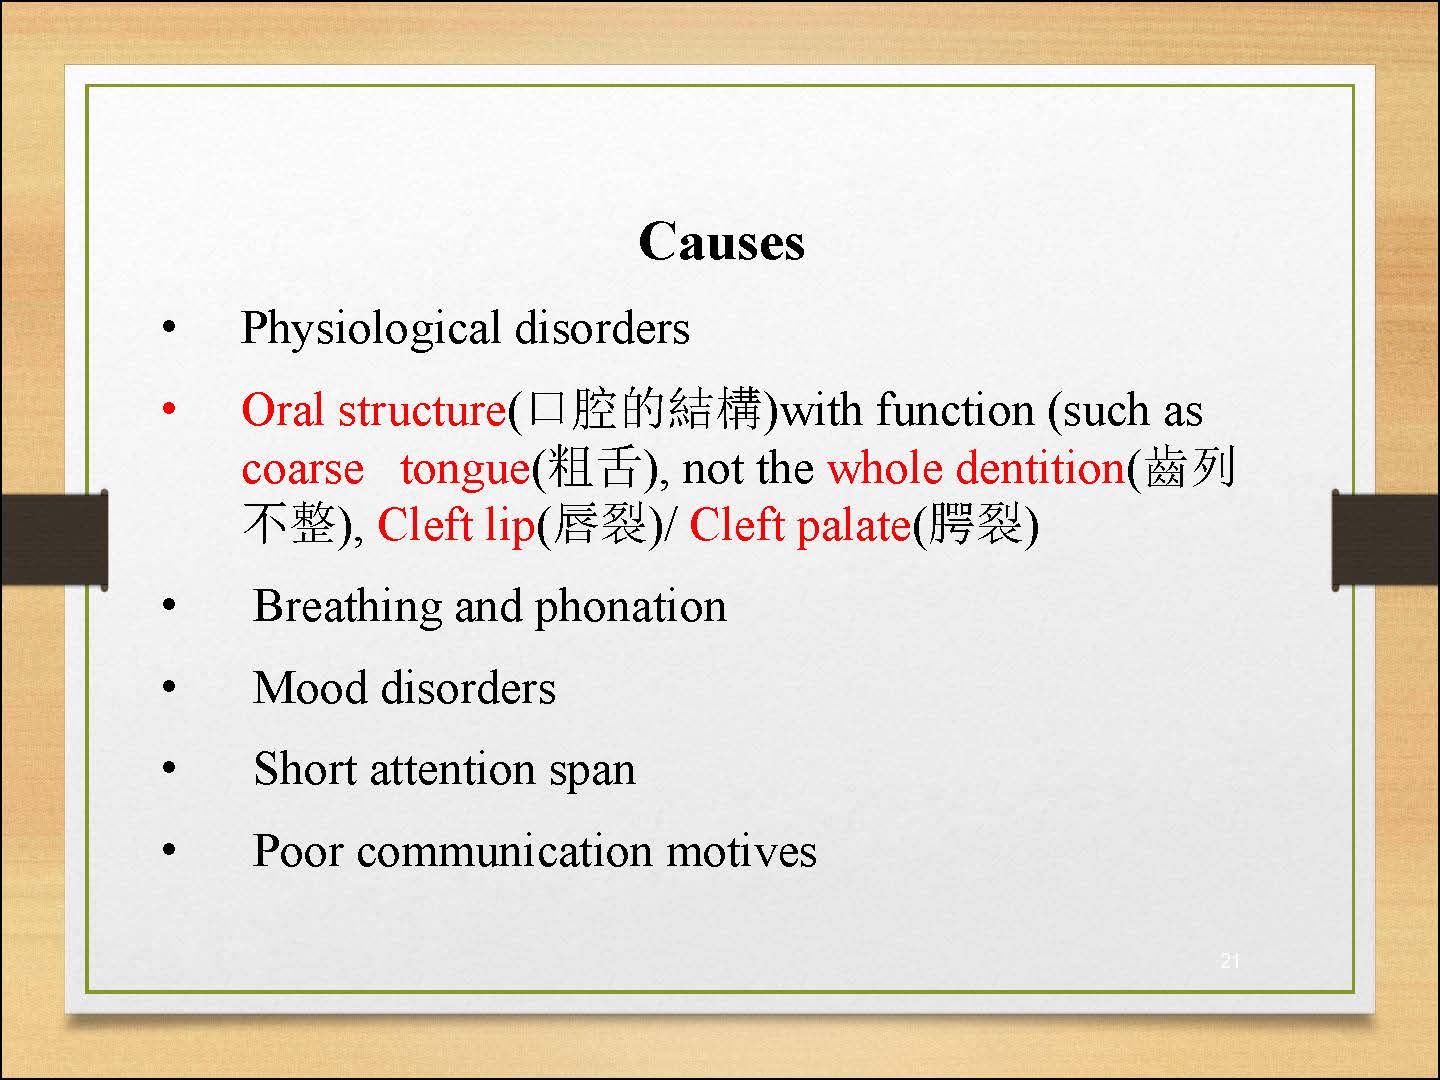 Causes
• Physiological disorders
• Oral structure(口腔的結構)with function (such as
coarse tongue(粗舌), not the whole dentition(齒列
不整), Cleft lip(唇裂)/ Cleft palate(腭裂)
• Breathing and phonation
• Mood disorders
• Short attention span
• Poor communication motives
21